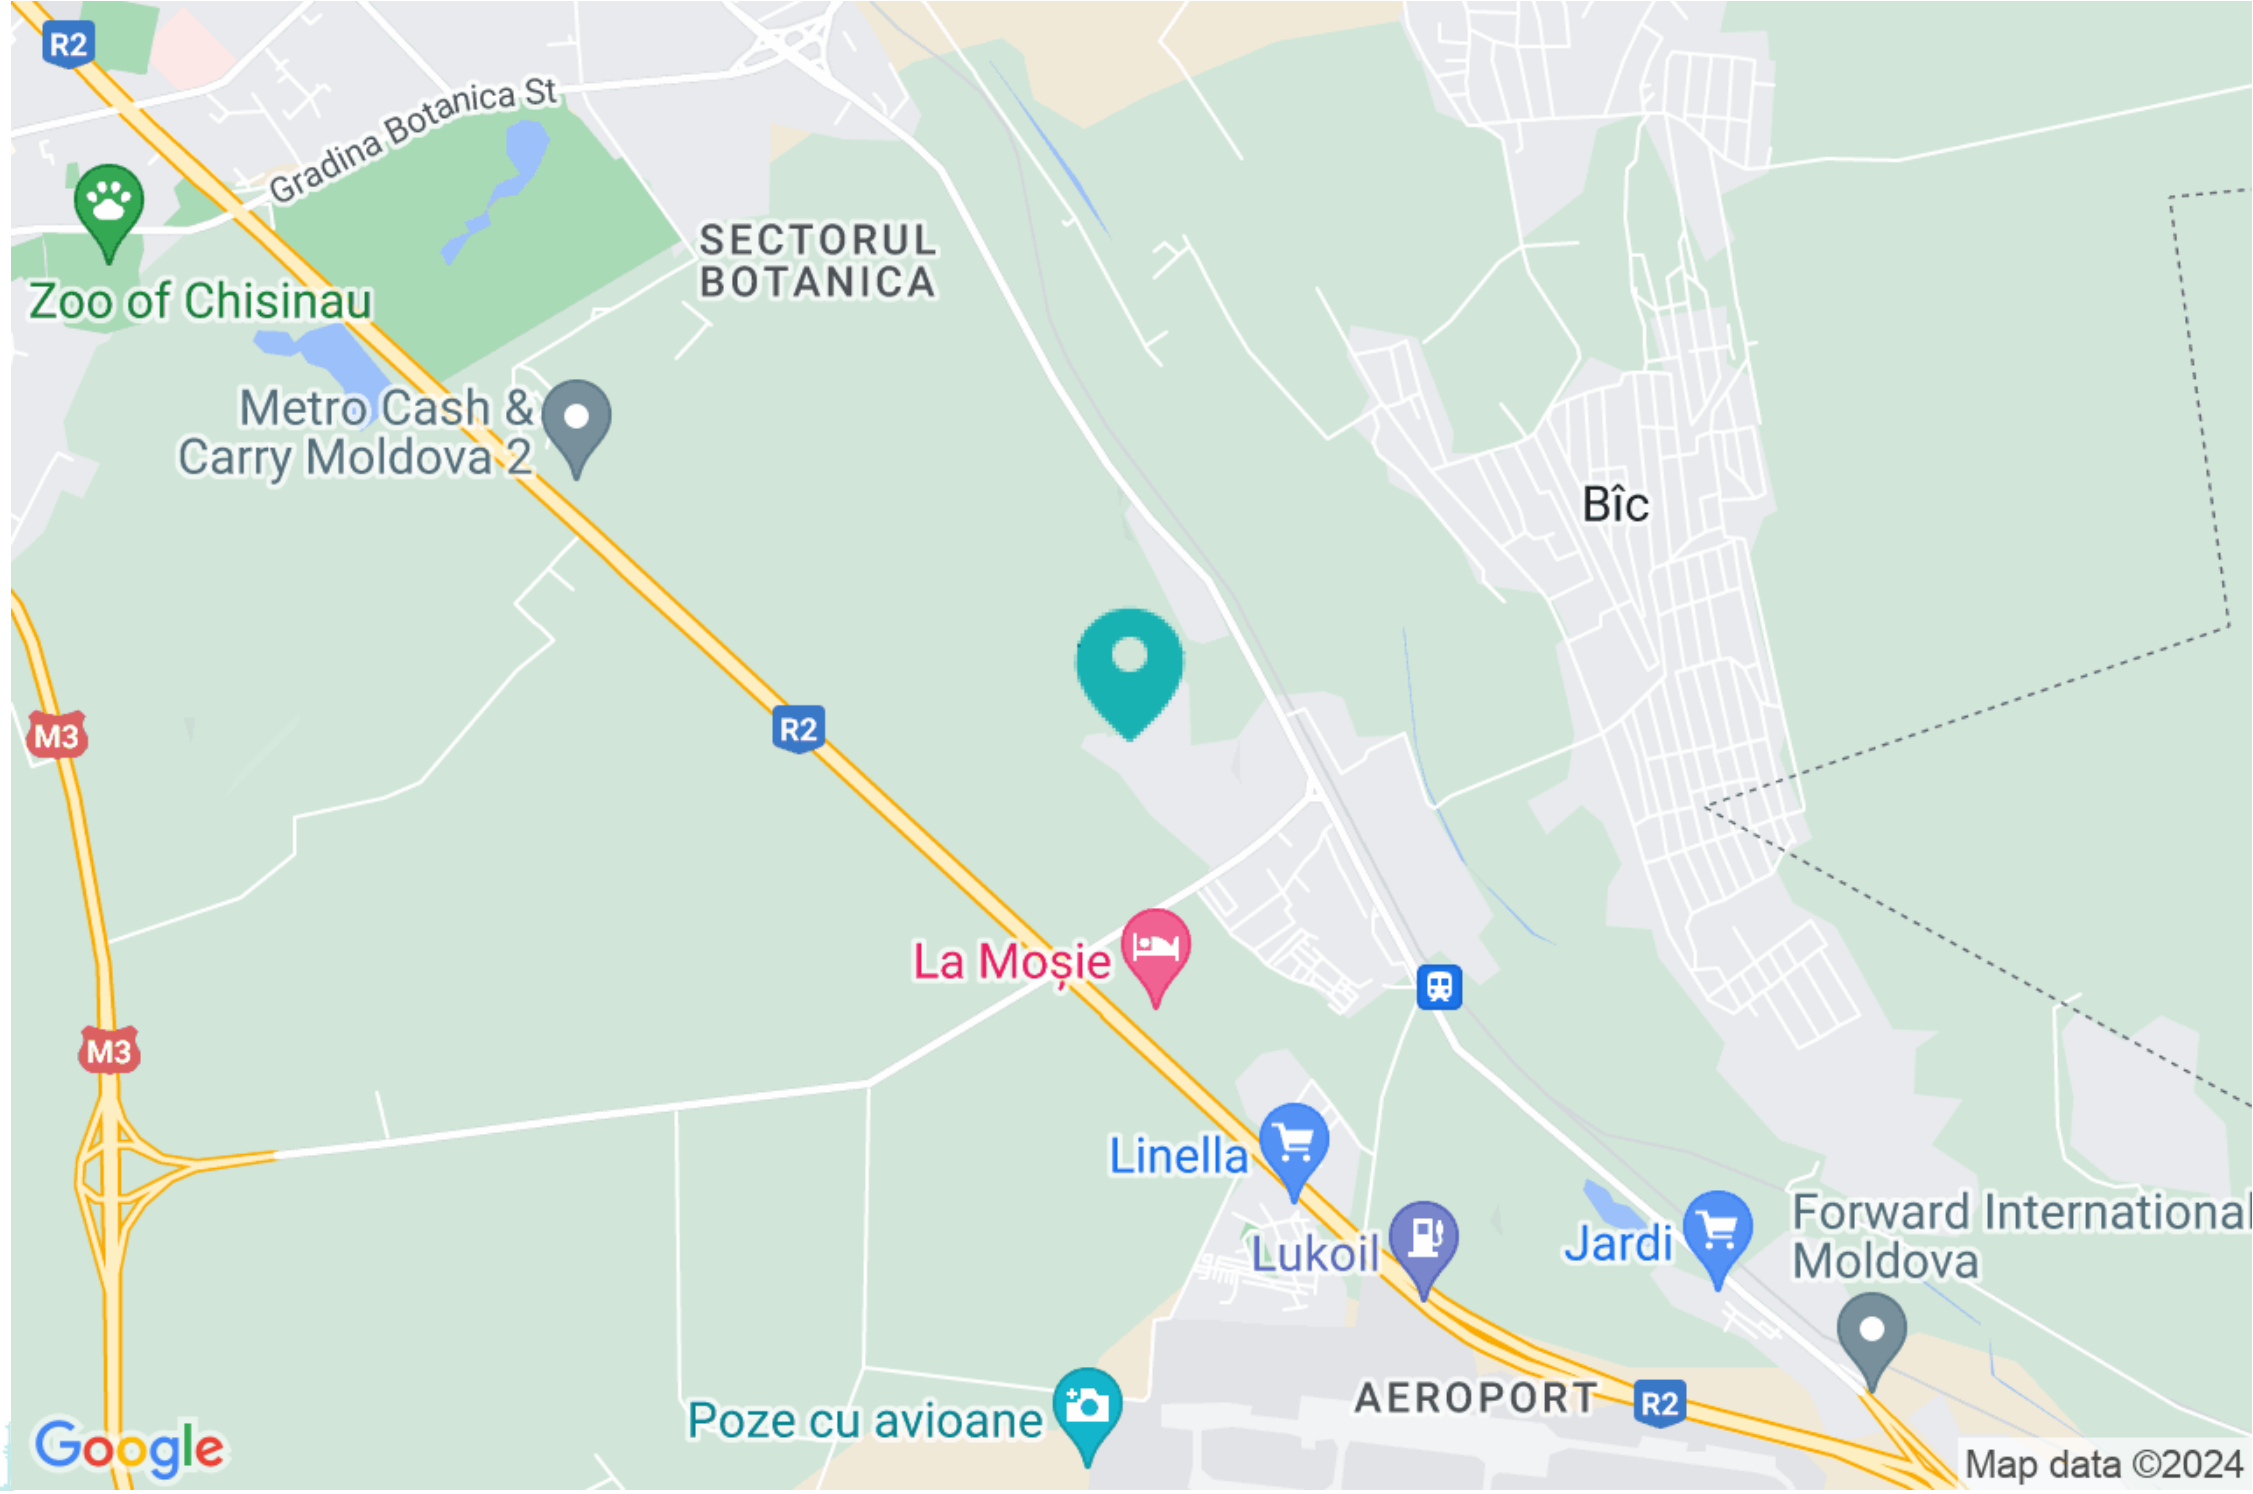 R2
Gradina Botanica St
SECTORUL
BOTANICA
Zoo of Chisinau
Metro Cash &
Carry Moldova 2
Bîc
M3
R2
La Moșie
M3
Linella
Forward International
Moldova
Lukoil
Jardi
AEROPORT
R2
Poze cu avioane
Google
Map data ©2024